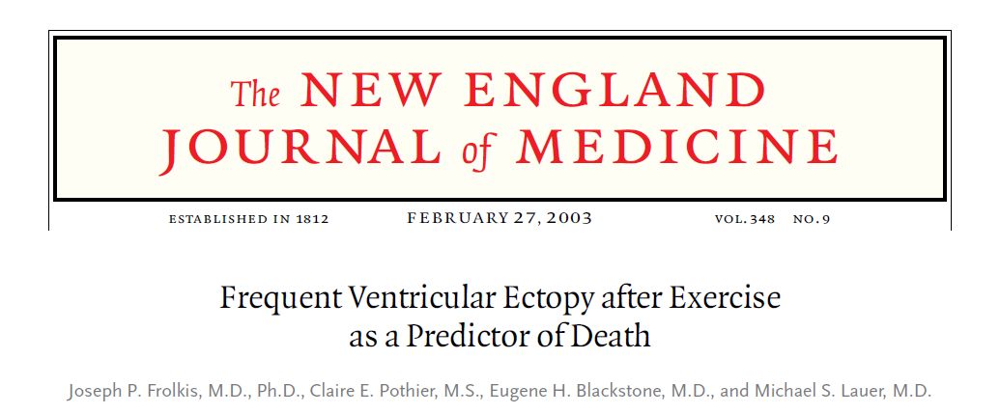 The NEW ENGLAND
JOURNAL of MEDICINE
ESTABLISHED IN 1812 FEBRUARY 27, 2003 VOL.348 NO.9
Frequent Ventricular Ectopy after Exercise
as a Predictor of Death
Joseph P. Frolkis, M.D., Ph.D., Claire E. Pothier, M.S., Eugene H. Blackstone, M.D., and Michael S. Lauer, M.D.